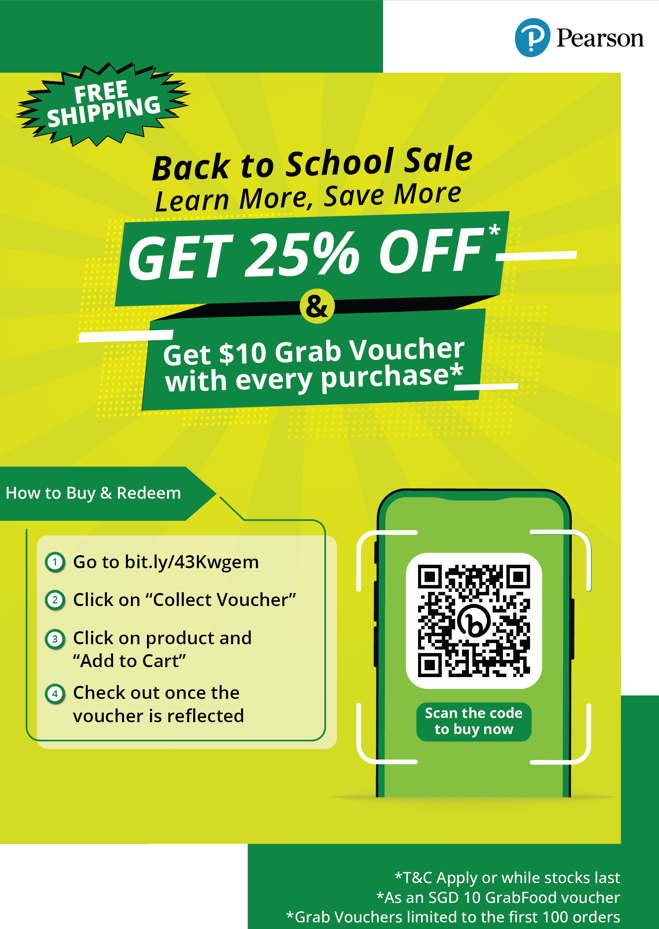 Pearson
FREE
SHIPPING
Back to School Sale
Learn More, Save More
GET 25% OFF*
&
Get $10 Grab Voucher
with every purchase*
How to Buy & Redeem
1 Go to bit.ly/43Kwgem
2 Click on “Collect Voucher”
3 Click on product and
“Add to Cart”
4 Check out once the
voucher is reflected
b
Scan the code
to buy now
*T&C Apply or while stocks last
*As an SGD 10 GrabFood voucher
*Grab Vouchers limited to the first 100 orders